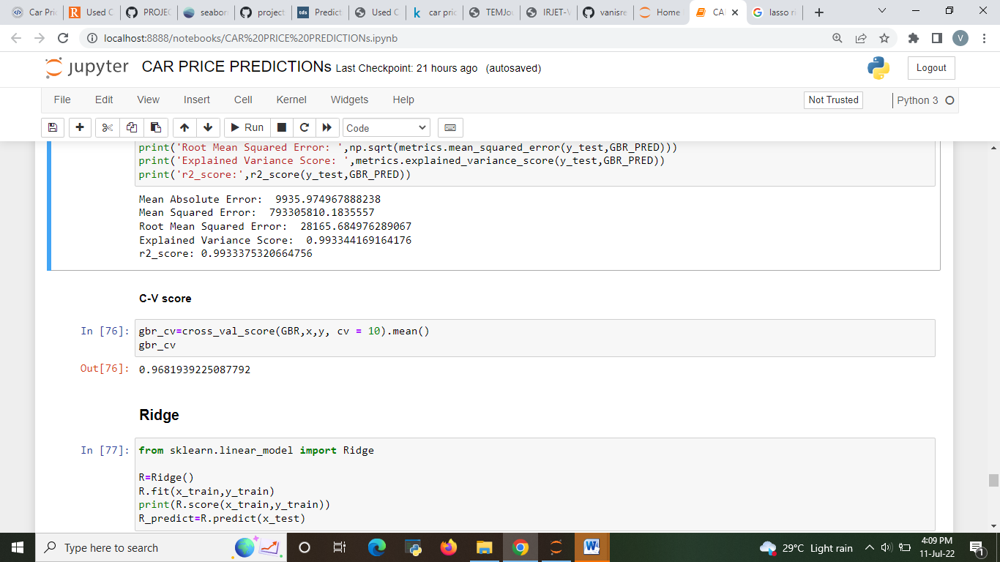 Car Pric
Used C
PROJEC
seabor
project
Predict
Used C
car pric
TEMJou
IRJET-V
vanisre
Home
CA
lasso ri
localhost:8888/notebooks/CAR%20PRICE%20PREDICTIONs.ipynb
V
jupyter CAR PRICE PREDICTIONs Last Checkpoint: 21 hours ago (autosaved)
Logout
File Edit View Insert Cell Kernel Widgets Help
Not Trusted
Python 3
Run
Code
print('Root Mean Squared Error: ',np.sqrt(metrics.mean_squared_error(y_test,GBR_PRED)))
print('Explained Variance Score: ',metrics.explained_variance_score(y_test,GBR_PRED))
print('r2_score:',r2_score(y_test,GBR_PRED))
Mean Absolute Error:  9935.974967888238
Mean Squared Error:  793305810.1835557
Root Mean Squared Error:  28165.684976289067
Explained Variance Score:  0.993344169164176
r2_score: 0.9933375320664756
C-V score
In [76]:
gbr_cv=cross_val_score(GBR,x,y, cv = 10).mean()
gbr_cv
Out[76]: 0.9681939225087792
Ridge
In [77]:
from sklearn.linear_model import Ridge
R=Ridge()
R.fit(x_train,y_train)
print(R.score(x_train,y_train))
R_predict=R.predict(x_test)
Type here to search
29°C Light rain
4:09 PM
11-Jul-22
1